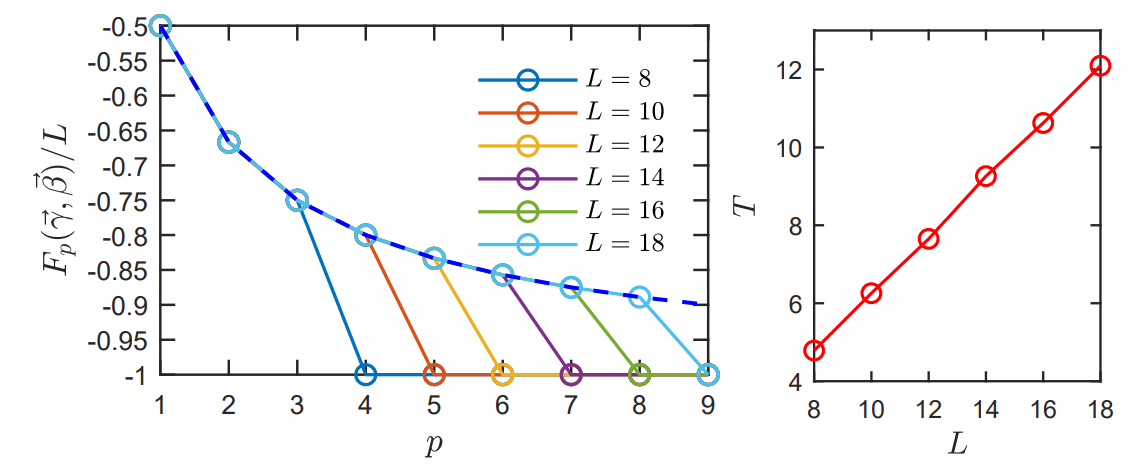 -0.5
-0.55
-0.6
-0.65
-0.7
-0.75
-0.8
-0.85
-0.9
-0.95
-1
F_p(γ⃗, β⃗)/L
L = 8
L = 10
L = 12
L = 14
L = 16
L = 18
1 2 3 4 5 6 7 8 9
p
12
10
8
6
4
T
8 10 12 14 16 18
L